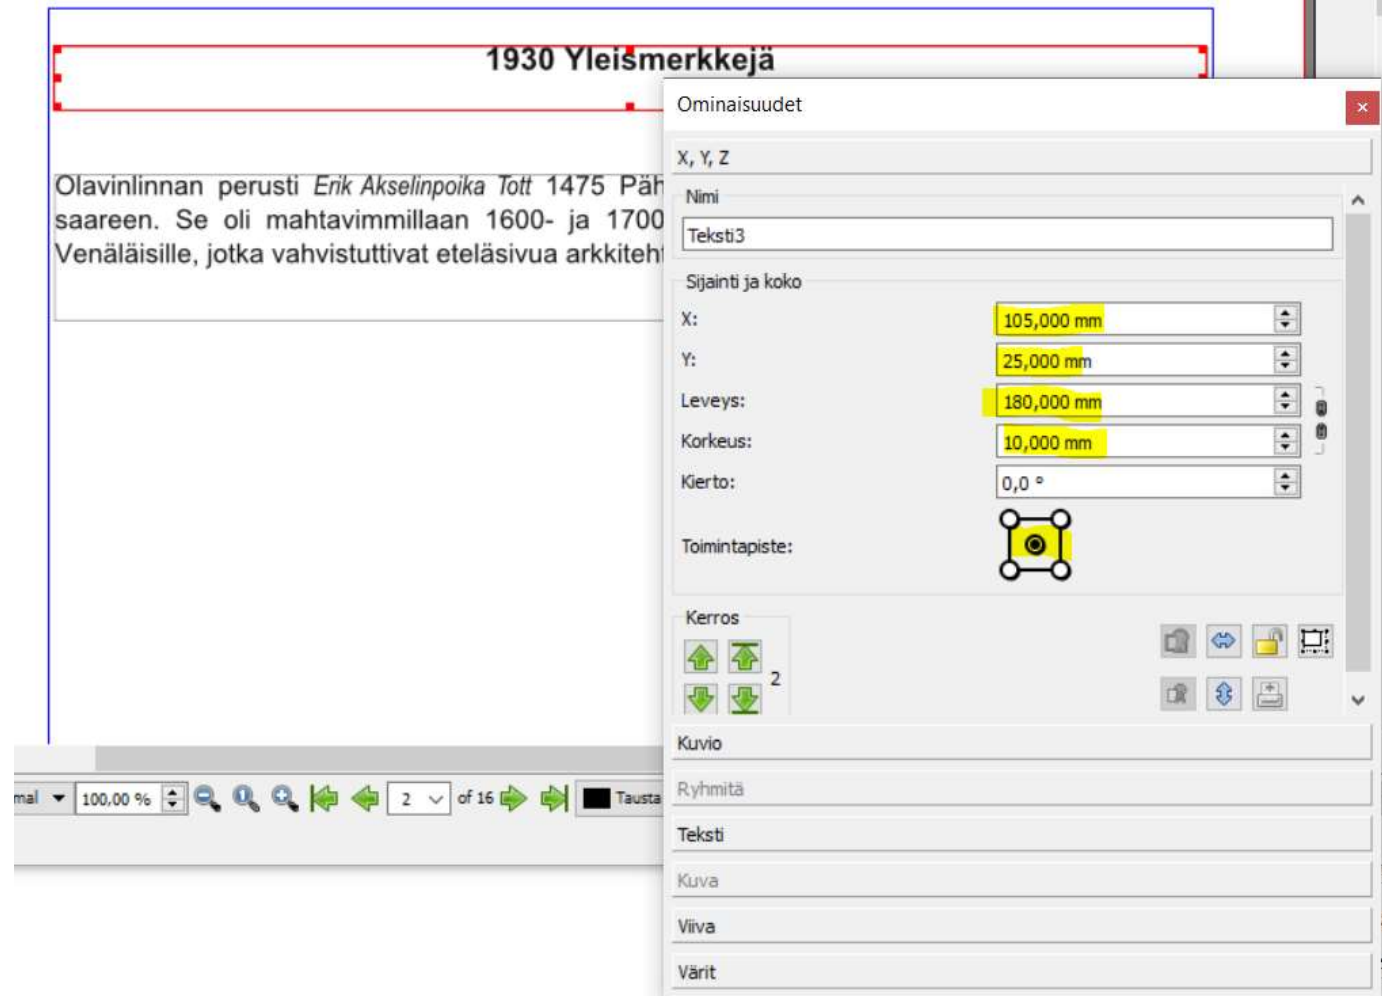 1930 Yleismerkkejä
Olavinlinnan perusti Erik Akselinpoika Tott 1475 Päh
saareen. Se oli mahtavimmillaan 1600- ja 1700
Venäläisille, jotka vahvistuttivat eteläsivua arkkiteht
Ominaisuudet
X, Y, Z
Nimi
Teksti3
Sijainti ja koko
X: 105,000 mm
Y: 25,000 mm
Leveys: 180,000 mm
Korkeus: 10,000 mm
Kierto: 0,0 °
Toimintapiste:
Kerros
2
Kuvio
mal 100,00 % 1 2 of 16 Tausta
Ryhmitä
Teksti
Kuva
Viiva
Värit